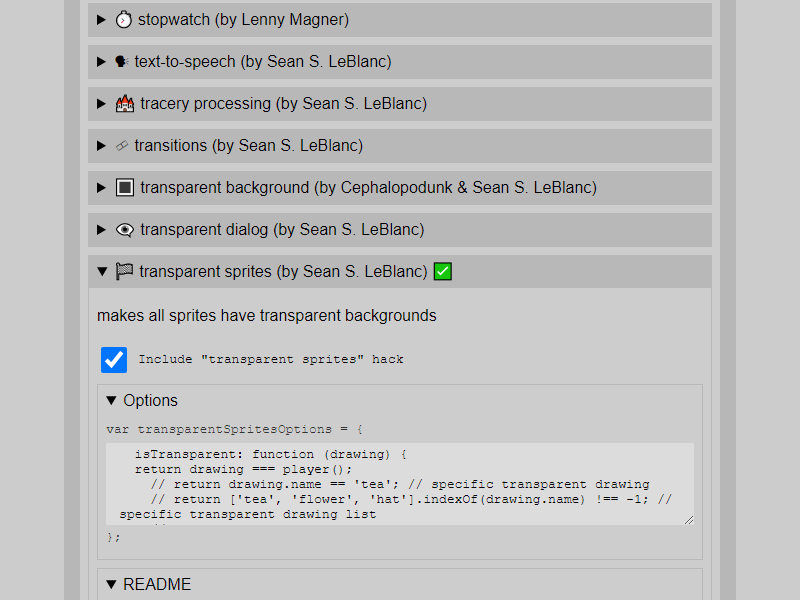 stopwatch (by Lenny Magner)
text-to-speech (by Sean S. LeBlanc)
tracery processing (by Sean S. LeBlanc)
transitions (by Sean S. LeBlanc)
transparent background (by Cephalopodunk & Sean S. LeBlanc)
transparent dialog (by Sean S. LeBlanc)
transparent sprites (by Sean S. LeBlanc)
makes all sprites have transparent backgrounds
Include "transparent sprites" hack
Options
var transparentSpritesOptions = {
isTransparent: function (drawing) {
return drawing === player();
// return drawing.name == 'tea'; // specific transparent drawing
// return ['tea', 'flower', 'hat'].indexOf(drawing.name) !== -1; //
specific transparent drawing list
};
README